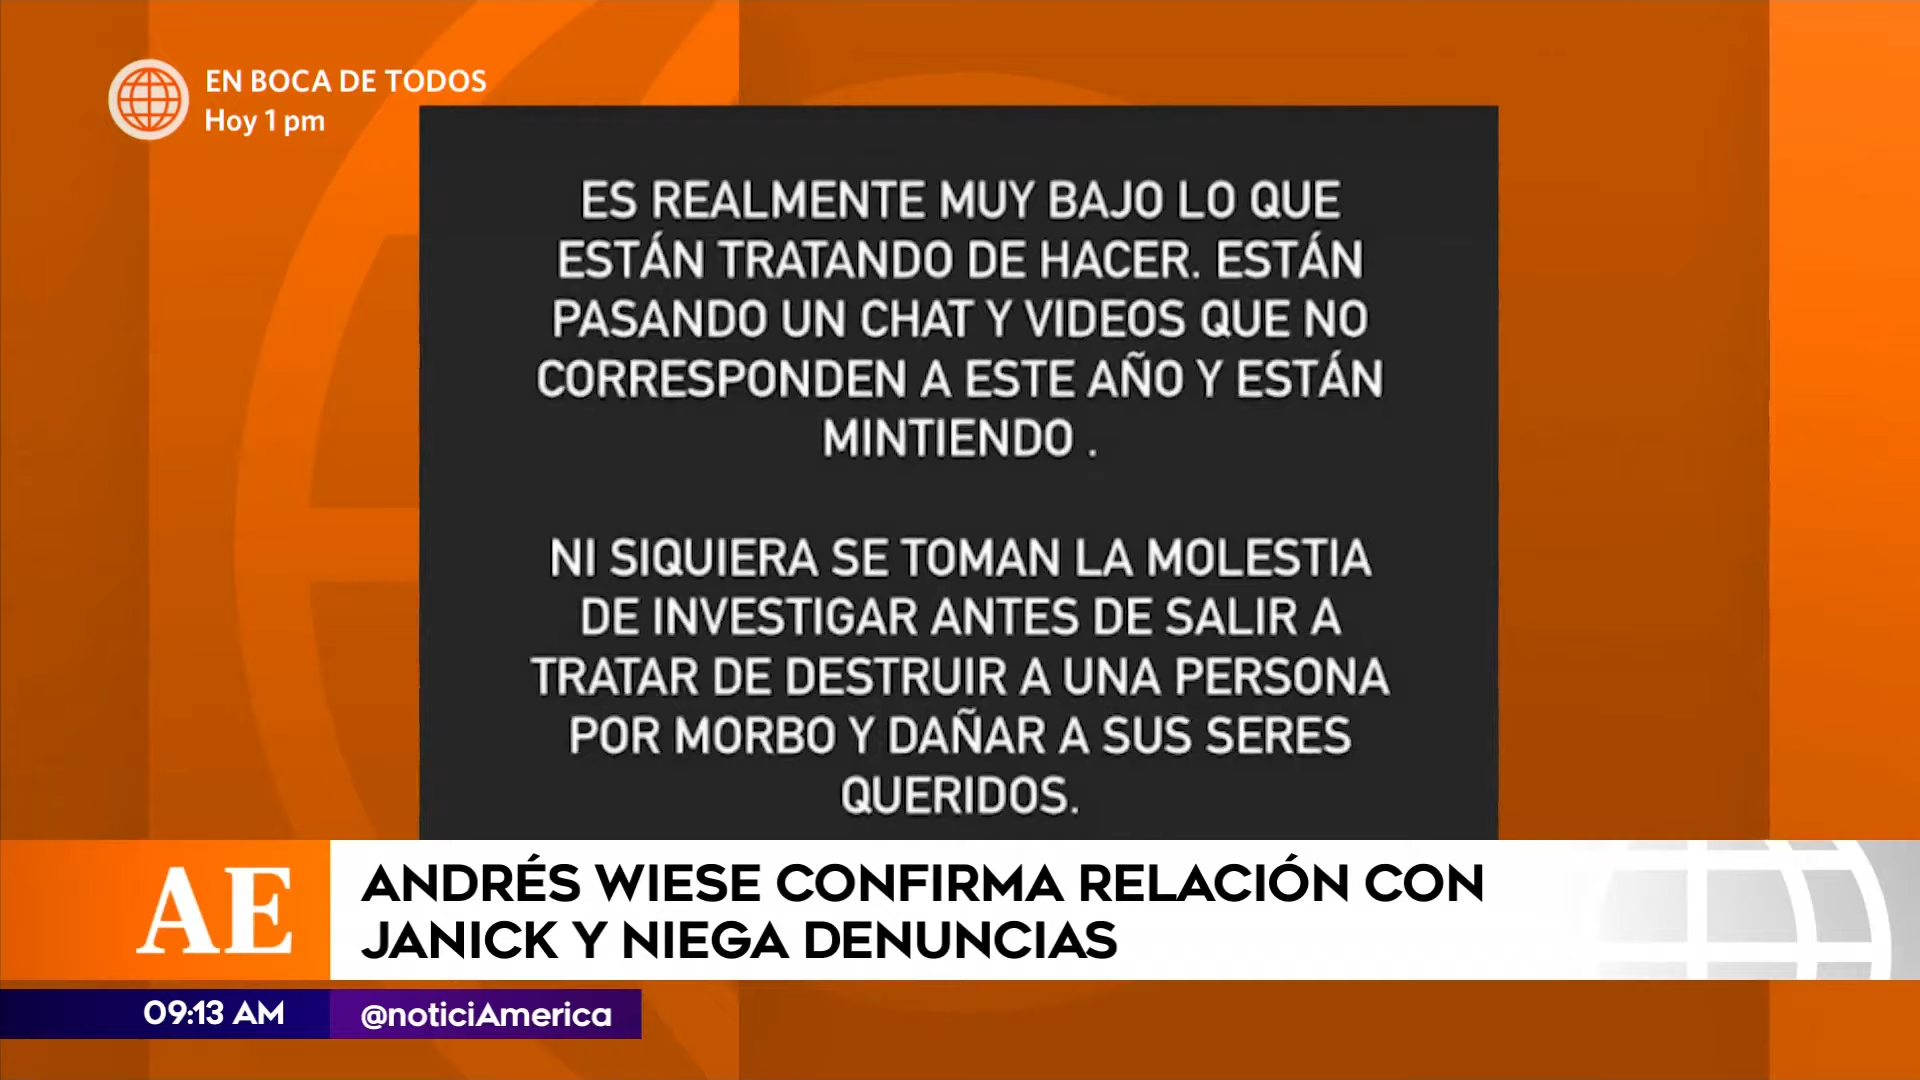 EN BOCA DE TODOS
Hoy 1 pm
ES REALMENTE MUY BAJO LO QUE
ESTÁN TRATANDO DE HACER. ESTÁN
PASANDO UN CHAT Y VIDEOS QUE NO
CORRESPONDEN A ESTE AÑO Y ESTÁN
MINTIENDO .
NI SIQUIERA SE TOMAN LA MOLESTIA
DE INVESTIGAR ANTES DE SALIR A
TRATAR DE DESTRUIR A UNA PERSONA
POR MORBO Y DAÑAR A SUS SERES
QUERIDOS.
AE
ANDRÉS WIESE CONFIRMA RELACIÓN CON
JANICK Y NIEGA DENUNCIAS
09:13 AM
@noticiAmerica